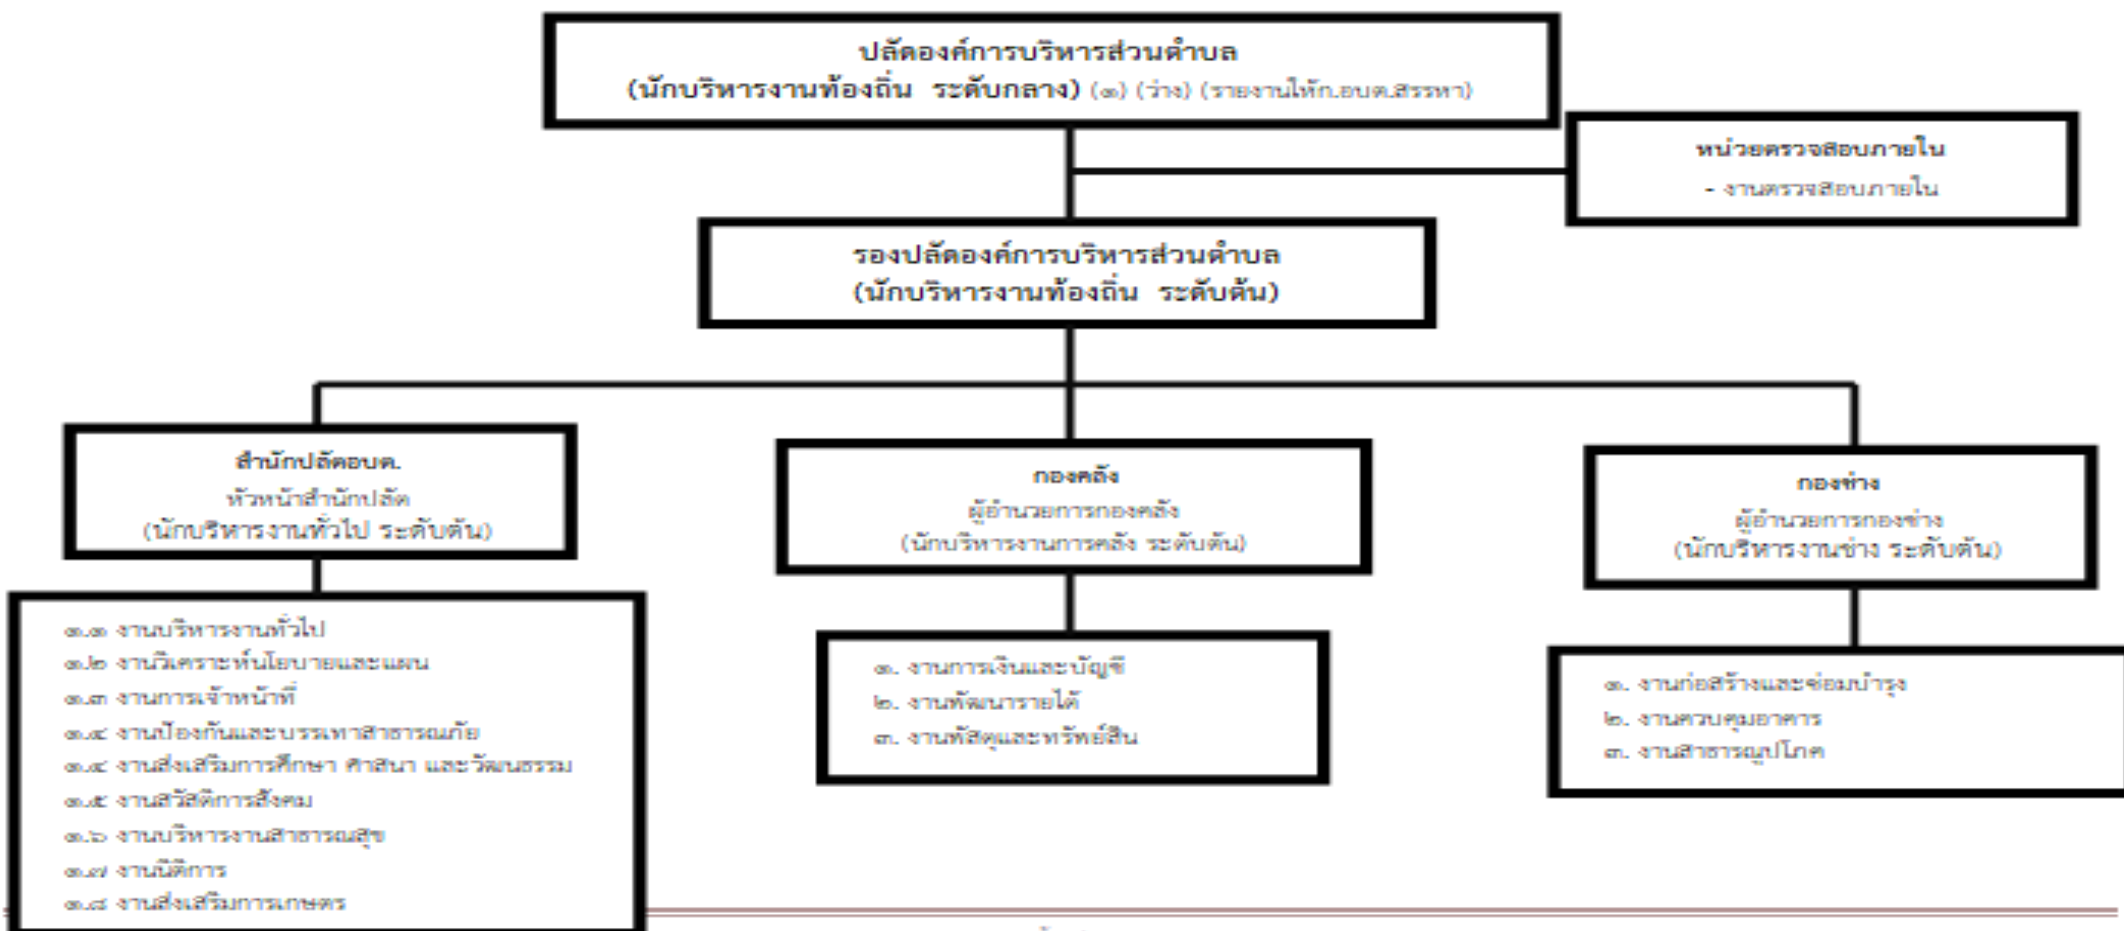 ปลัดองค์การบริหารส่วนตำบล
(นักบริหารงานท้องถิ่น ระดับกลาง) (๑) (ว่าง) (รายงานให้ก.อบต.สรรหา)
หน่วยตรวจสอบภายใน
- งานตรวจสอบภายใน
รองปลัดองค์การบริหารส่วนตำบล
(นักบริหารงานท้องถิ่น ระดับต้น)
สำนักปลัดอบต.
หัวหน้าสำนักปลัด
(นักบริหารงานทั่วไป ระดับต้น)
กองคลัง
ผู้อำนวยการกองคลัง
(นักบริหารงานการคลัง ระดับต้น)
กองช่าง
ผู้อำนวยการกองช่าง
(นักบริหารงานช่าง ระดับต้น)
๑.๑ งานบริหารงานทั่วไป
๑.๒ งานวิเคราะห์นโยบายและแผน
๑.๓ งานการเจ้าหน้าที่
๑.๔ งานป้องกันและบรรเทาสาธารณภัย
๑.๔ งานส่งเสริมการศึกษา ศาสนา และวัฒนธรรม
๑.๕ งานสวัสดิการสังคม
๑.๖ งานบริหารงานสาธารณสุข
๑.๗ งานนิติการ
๑.๘ งานส่งเสริมการเกษตร
๑. งานการเงินและบัญชี
๒. งานพัฒนารายได้
๓. งานพัสดุและทรัพย์สิน
๑. งานก่อสร้างและซ่อมบำรุง
๒. งานควบคุมอาคาร
๓. งานสาธารณูปโภค